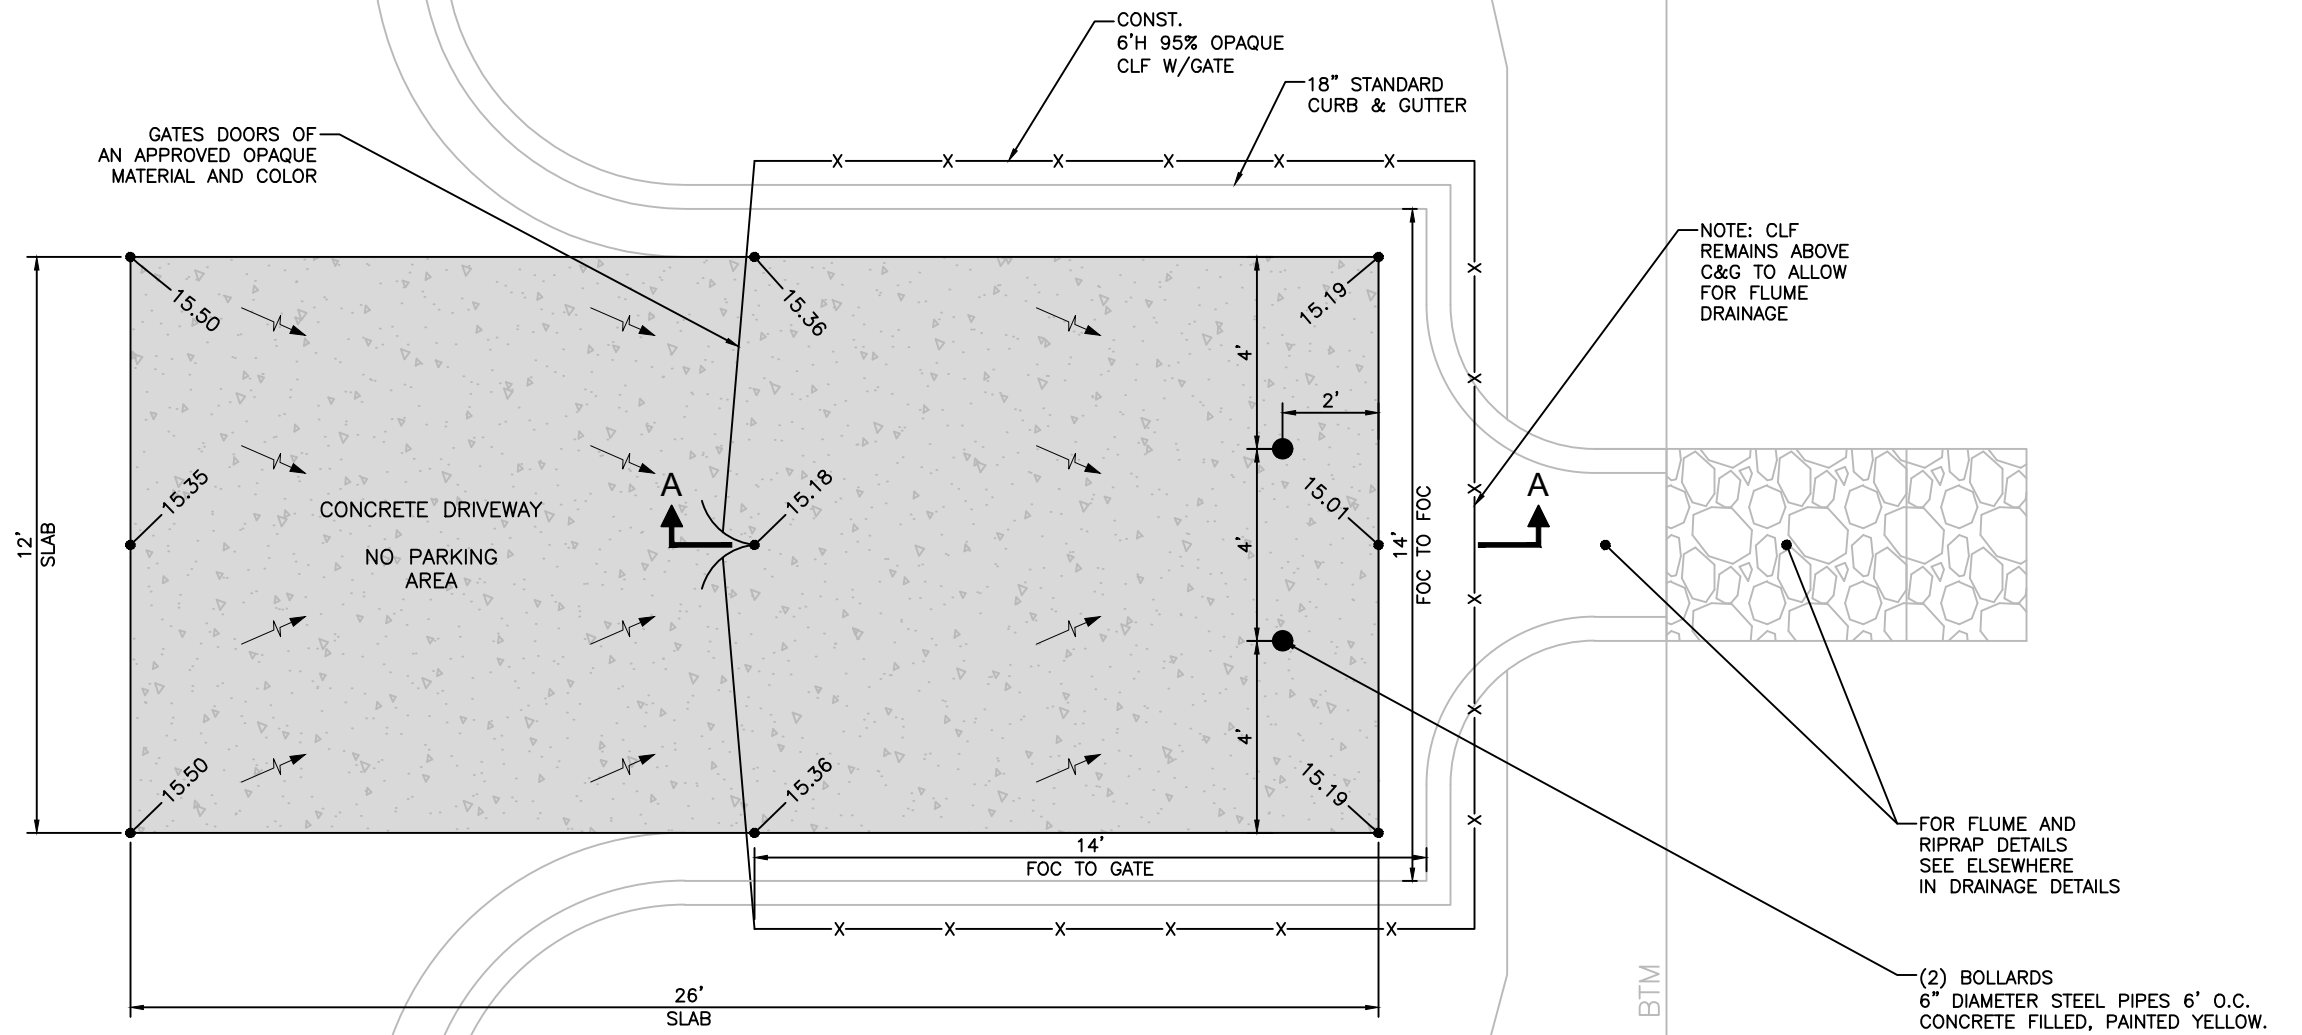 CONST.
6'H 95% OPAQUE
CLF W/GATE
18" STANDARD
CURB & GUTTER
GATES DOORS OF
AN APPROVED OPAQUE
MATERIAL AND COLOR
NOTE: CLF
REMAINS ABOVE
C&G TO ALLOW
FOR FLUME
DRAINAGE
15.50
15.36
15.19
4'
2'
15.35
A
15.18
15.01
A
CONCRETE DRIVEWAY
NO PARKING
AREA
12'
SLAB
4'
14'
FOC TO FOC
4'
15.50
15.36
15.19
14'
FOC TO GATE
FOR FLUME AND
RIPRAP DETAILS
SEE ELSEWHERE
IN DRAINAGE DETAILS
26'
SLAB
BTM
(2) BOLLARDS
6" DIAMETER STEEL PIPES 6' O.C.
CONCRETE FILLED, PAINTED YELLOW.